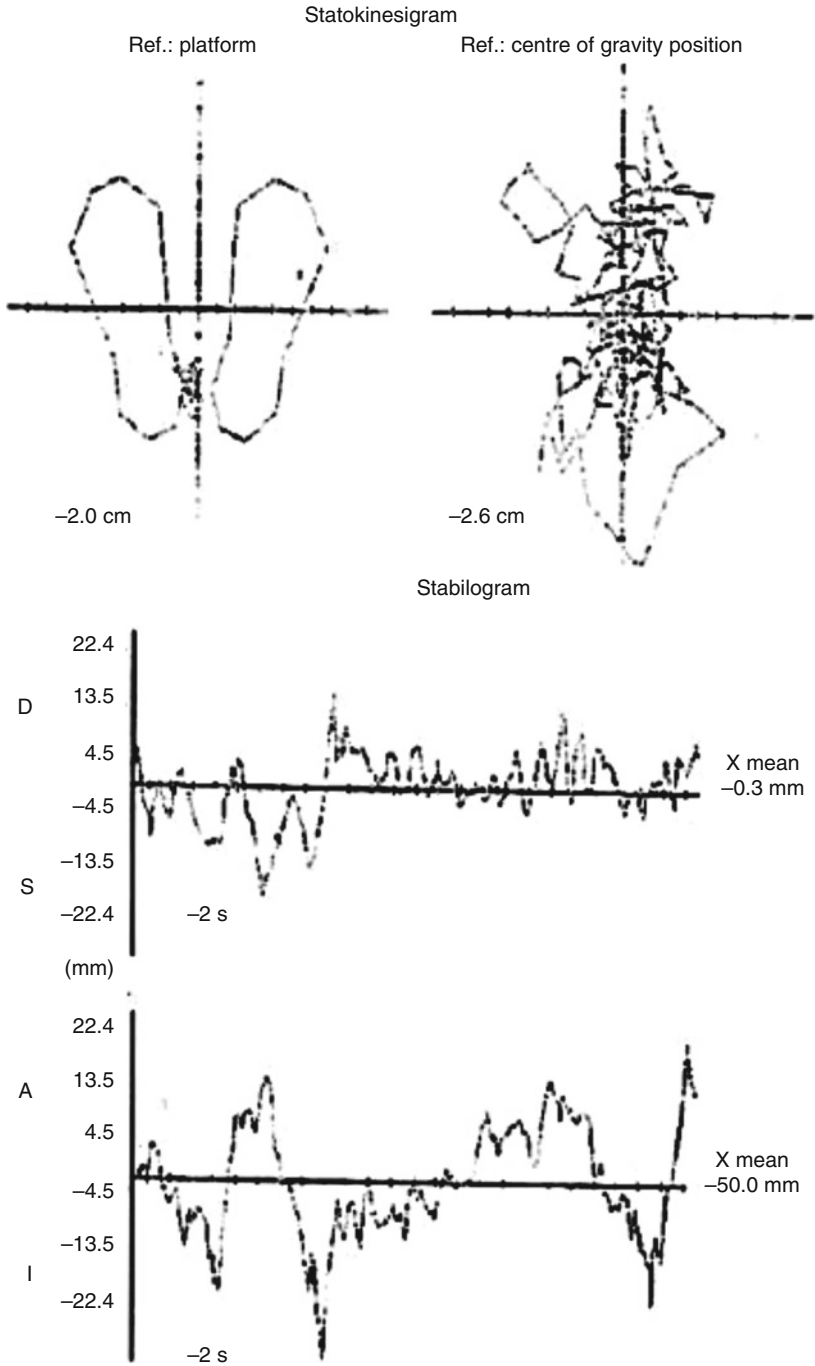 Statokinesigram
Ref.: platform
Ref.: centre of gravity position
–2.0 cm
–2.6 cm
Stabilogram
22.4
D
13.5
4.5
X mean
–0.3 mm
–4.5
–13.5
S
–22.4
–2 s
(mm)
22.4
A
13.5
4.5
X mean
–50.0 mm
–4.5
–13.5
I
–22.4
–2 s